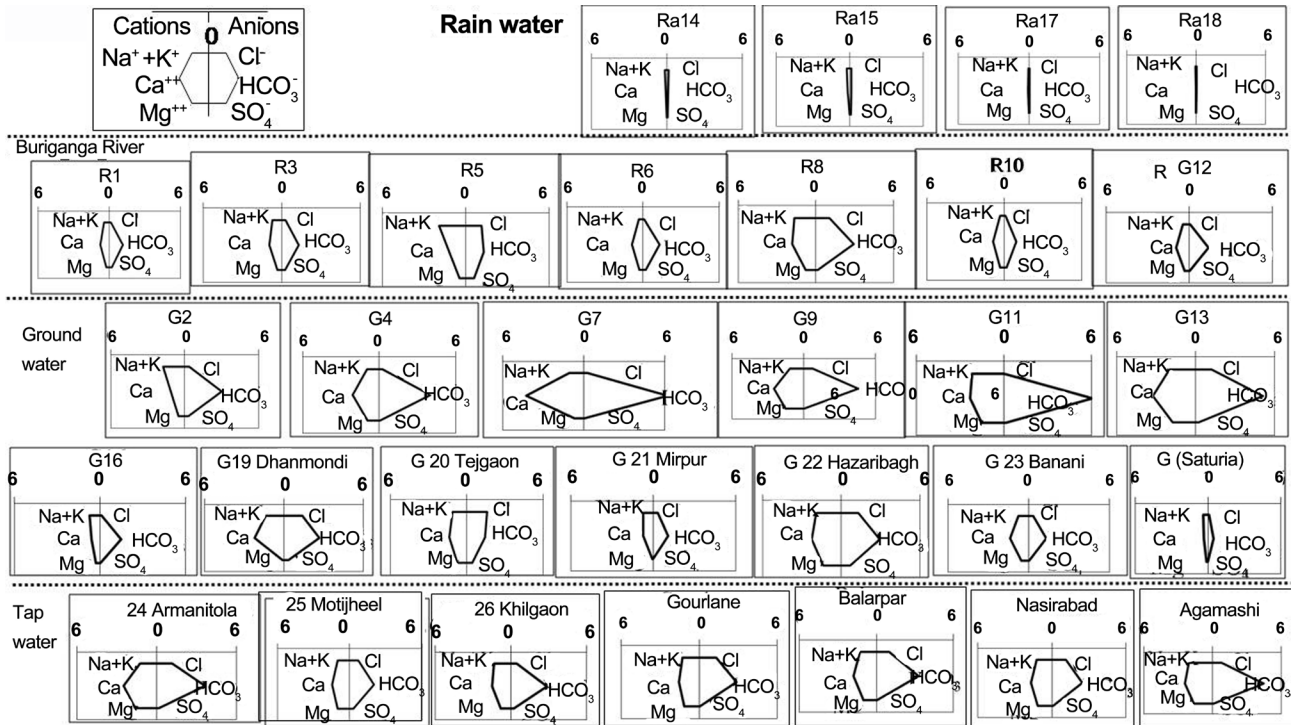 Cations 0 Anions
Na⁺ +K⁺ Cl⁻
Ca⁺⁺ HCO₃⁻
Mg⁺⁺ SO₄⁻
Rain water
Ra14
6 0 6
Na+K Cl
Ca HCO₃
Mg SO₄
Ra15
6 0 6
Na+K Cl
Ca HCO₃
Mg SO₄
Ra17
6 0 6
Na+K Cl
Ca HCO₃
Mg SO₄
Ra18
6 0 6
Na+K Cl
Ca HCO₃
Mg SO₄
Buriganga River
R1
6 0 6
Na+K Cl
Ca HCO₃
Mg SO₄
R3
6 0 6
Na+K Cl
Ca HCO₃
Mg SO₄
R5
6 0 6
Na+K Cl
Ca HCO₃
Mg SO₄
R6
6 0 6
Na+K Cl
Ca HCO₃
Mg SO₄
R8
6 0 6
Na+K Cl
Ca HCO₃
Mg SO₄
R10
6 0 6
Na+K Cl
Ca HCO₃
Mg SO₄
R G12
6 0 6
Na+K Cl
Ca HCO₃
Mg SO₄
Ground
water
G2
6 0 6
Na+K Cl
Ca HCO₃
Mg SO₄
G4
6 0 6
Na+K Cl
Ca HCO₃
Mg SO₄
G7
6 0 6
Na+K Cl
Ca HCO₃
Mg SO₄
G9
6 0 6
Na+K Cl
Ca HCO₃
6
Mg SO₄
G11
6 0 6
Na+K Cl
0 Ca 6 HCO₃
Mg SO₄
G13
6 0 6
Na+K Cl
Ca HCO₃
Mg SO₄
G16
6 0 6
Na+K Cl
Ca HCO₃
Mg SO₄
G19 Dhanmondi
6 0 6
Na+K Cl
Ca HCO₃
Mg SO₄
G 20 Tejgaon
6 0 6
Na+K Cl
Ca HCO₃
Mg SO₄
G 21 Mirpur
6 0 6
Na+K Cl
Ca HCO₃
Mg SO₄
G 22 Hazaribagh
6 0 6
Na+K Cl
Ca HCO₃
Mg SO₄
G 23 Banani
6 0 6
Na+K Cl
Ca HCO₃
Mg SO₄
G (Saturia)
6 0 6
Na+K Cl
Ca HCO₃
Mg SO₄
Tap
water
24 Armanitola
6 0 6
Na+K Cl
Ca HCO₃
Mg SO₄
25 Motijheel
6 0 6
Na+K Cl
Ca HCO₃
Mg SO₄
26 Khilgaon
6 0 6
Na+K Cl
Ca HCO₃
Mg SO₄
Gourlane
6 0 6
Na+K Cl
Ca HCO₃
Mg SO₄
Balarpar
6 0 6
Na+K Cl
Ca HCO₃
Mg SO₄
Nasirabad
6 0 6
Na+K Cl
Ca HCO₃
Mg SO₄
Agamashi
6 0 6
Na+K Cl
Ca HCO₃
Mg SO₄